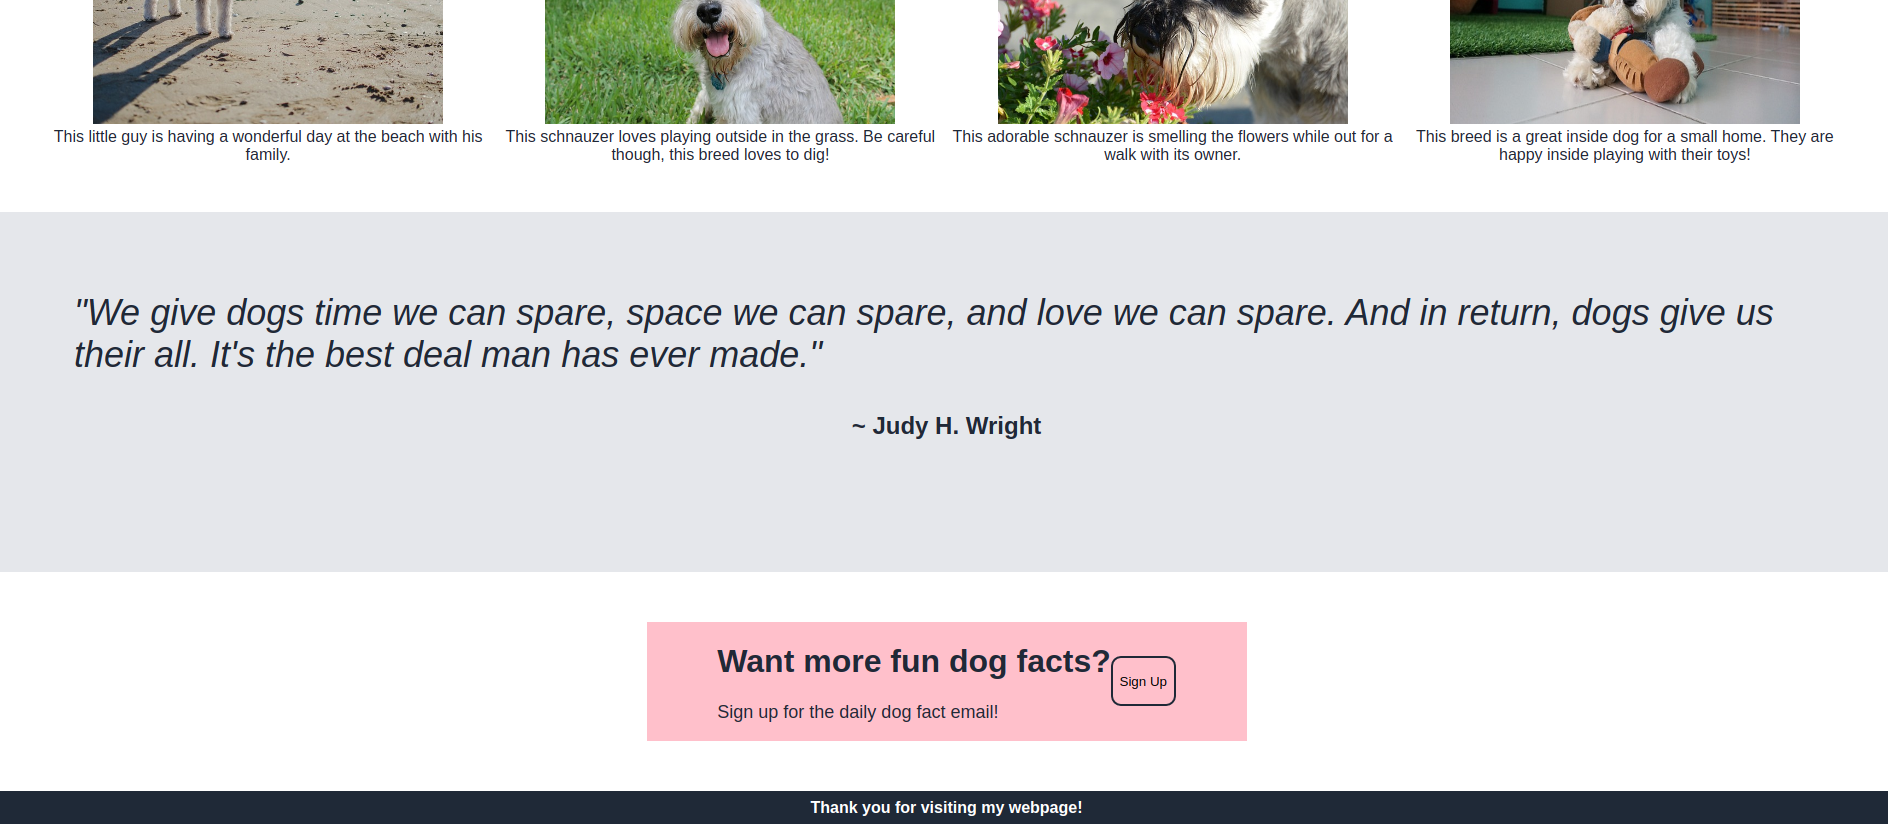 This little guy is having a wonderful day at the beach with his
family.
This schnauzer loves playing outside in the grass. Be careful
though, this breed loves to dig!
This adorable schnauzer is smelling the flowers while out for a
walk with its owner.
This breed is a great inside dog for a small home. They are
happy inside playing with their toys!
"We give dogs time we can spare, space we can spare, and love we can spare. And in return, dogs give us
their all. It's the best deal man has ever made."
~ Judy H. Wright
Want more fun dog facts?
Sign up for the daily dog fact email!
Sign Up
Thank you for visiting my webpage!